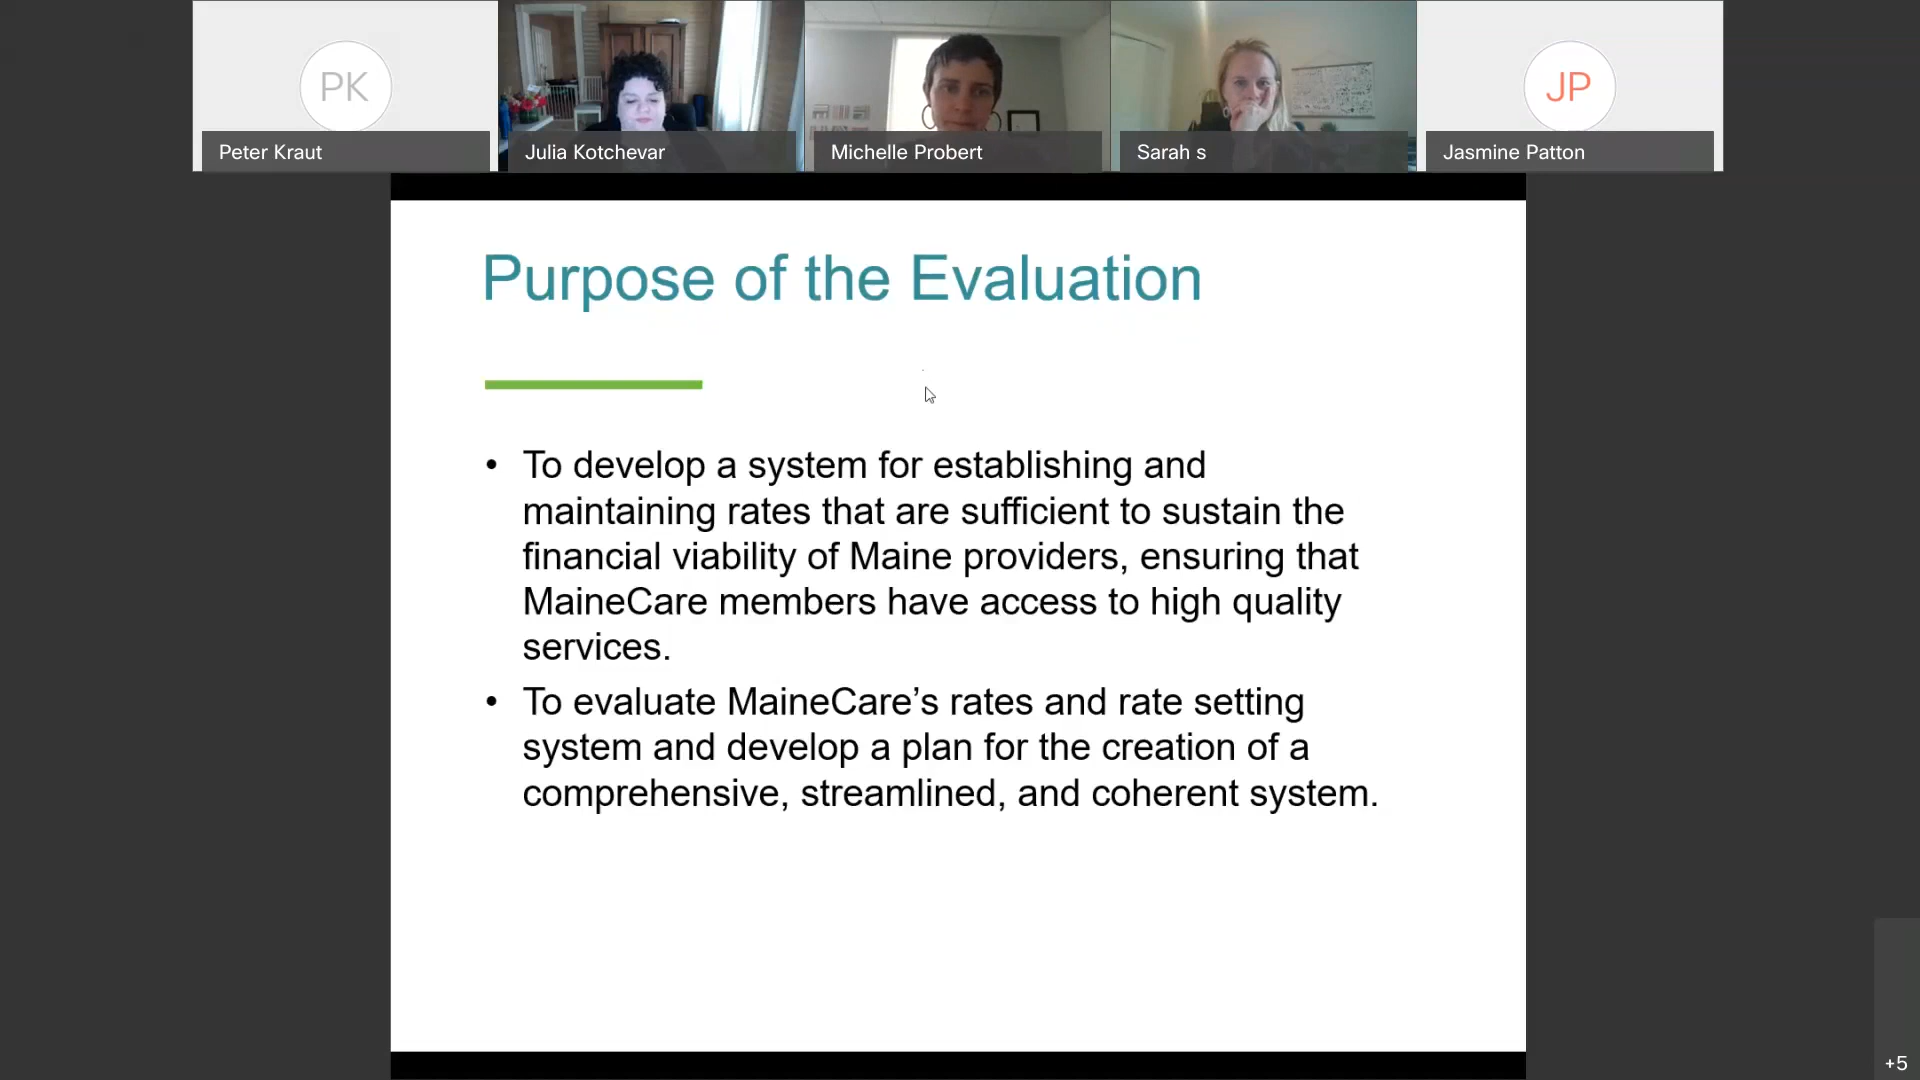 PK
JP
Peter Kraut
Julia Kotchevar
Michelle Probert
Sarah s
Jasmine Patton
Purpose of the Evaluation
• To develop a system for establishing and
maintaining rates that are sufficient to sustain the
financial viability of Maine providers, ensuring that
MaineCare members have access to high quality
services.
• To evaluate MaineCare’s rates and rate setting
system and develop a plan for the creation of a
comprehensive, streamlined, and coherent system.
+5